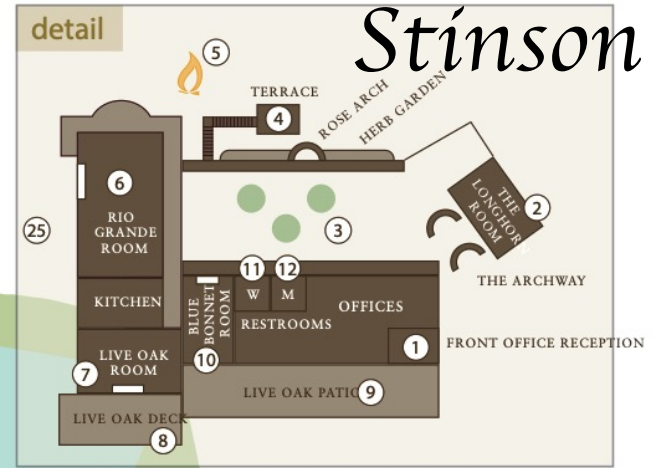 detail
Stinson
5
TERRACE
4
ROSE ARCH
HERB GARDEN
6
RIO
GRANDE
ROOM
25
3
THE
LONGHOR
ROOM
2
THE ARCHWAY
11
12
W
M
KITCHEN
BLUE
BONNET
ROOM
10
RESTROOMS
OFFICES
1
FRONT OFFICE RECEPTION
LIVE OAK
ROOM
7
LIVE OAK PATIO
9
LIVE OAK DECK
8